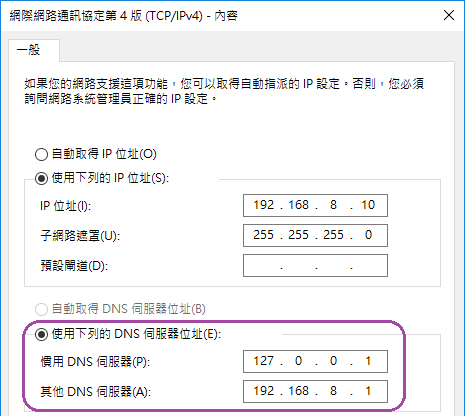 網際網路通訊協定第 4 版 (TCP/IPv4) - 內容
一般
如果您的網路支援這項功能，您可以取得自動指派的 IP 設定。否則，您必須
詢問網路系統管理員正確的 IP 設定。
自動取得 IP 位址(O)
使用下列的 IP 位址(S):
IP 位址(I): 192 . 168 . 8 . 10
子網路遮罩(U): 255 . 255 . 255 . 0
預設閘道(D): . . .
自動取得 DNS 伺服器位址(B)
使用下列的 DNS 伺服器位址(E):
慣用 DNS 伺服器(P): 127 . 0 . 0 . 1
其他 DNS 伺服器(A): 192 . 168 . 8 . 1